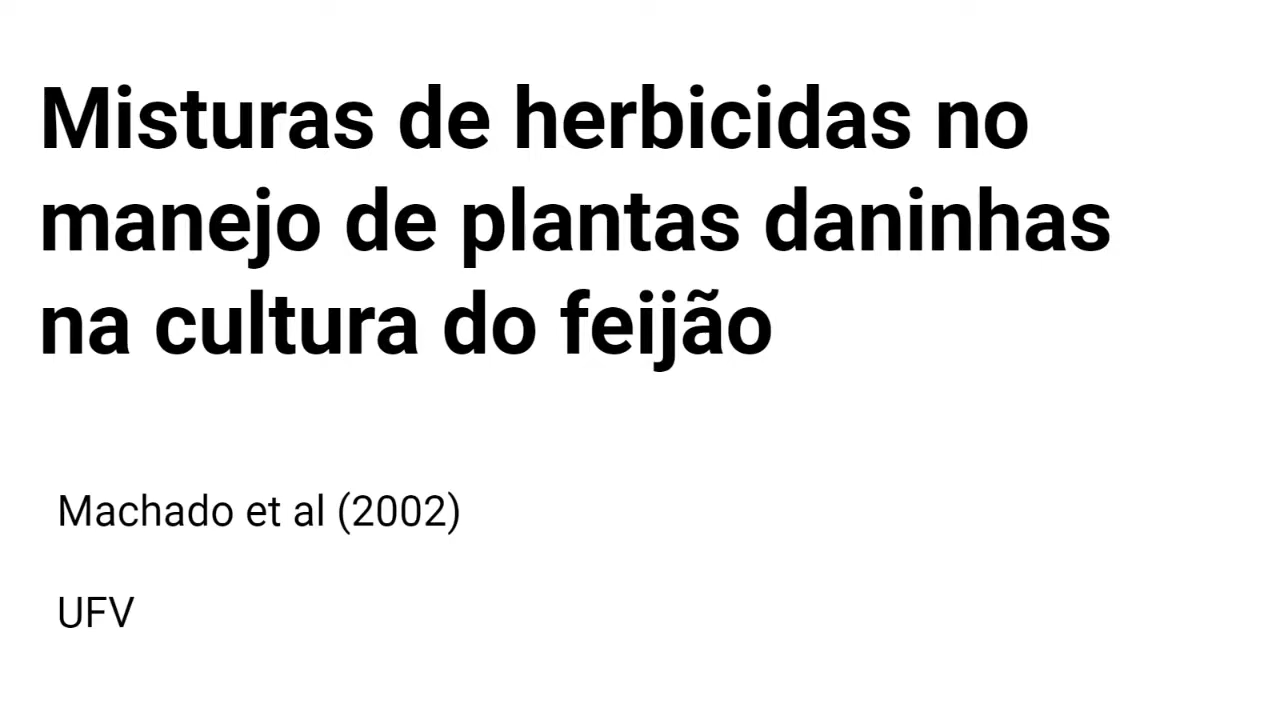 Misturas de herbicidas no
manejo de plantas daninhas
na cultura do feijão
Machado et al (2002)
UFV